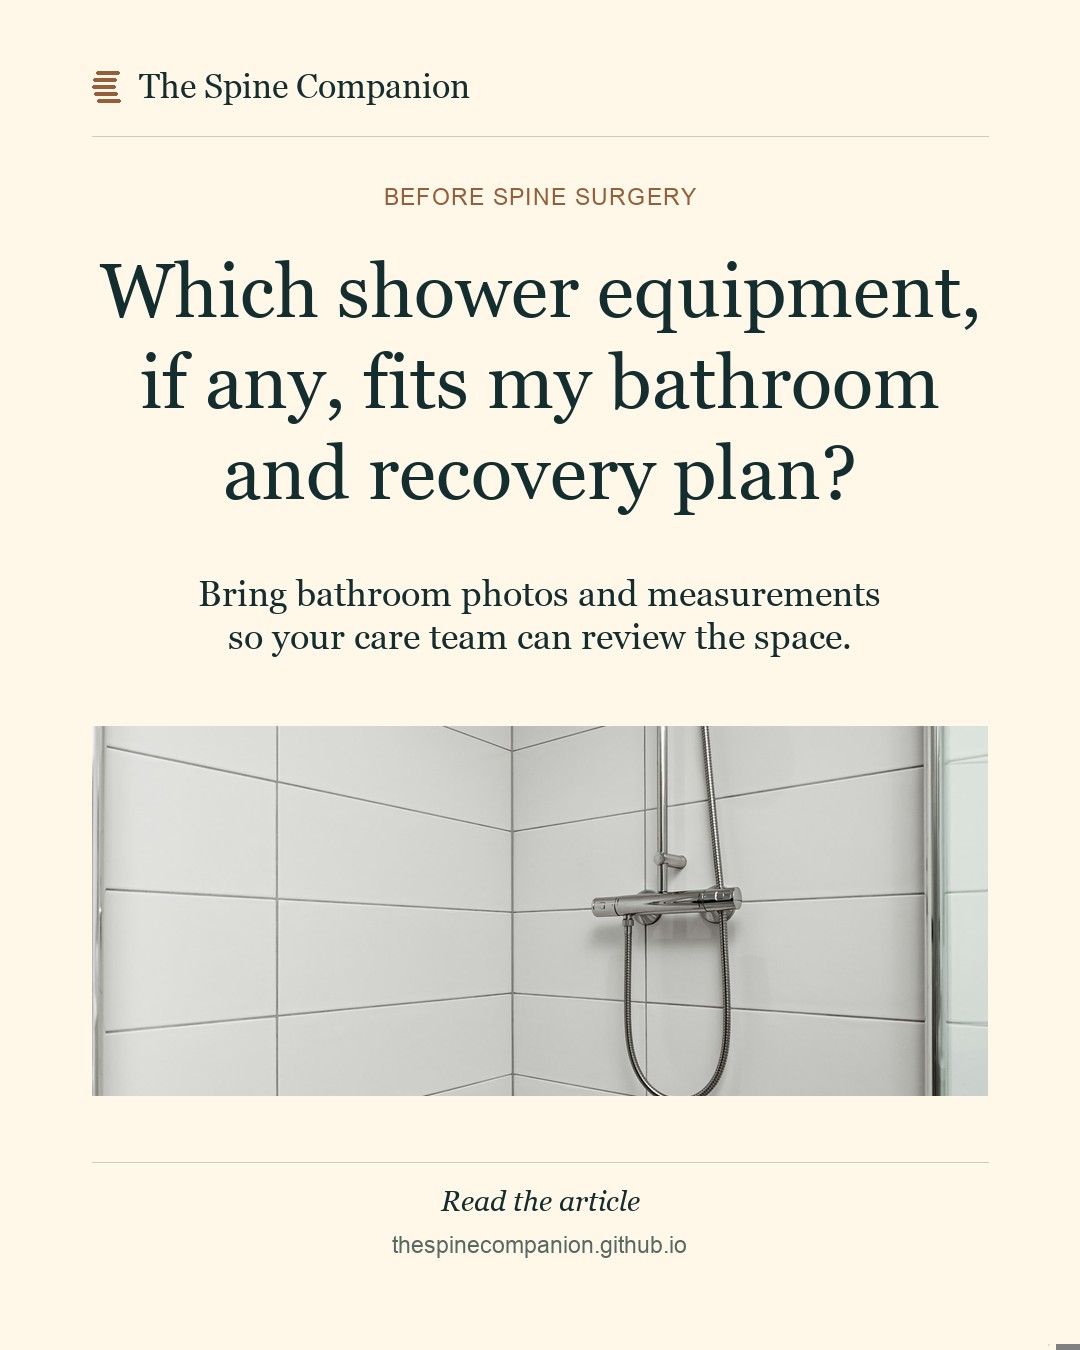 The Spine Companion
BEFORE SPINE SURGERY
Which shower equipment,
if any, fits my bathroom
and recovery plan?
Bring bathroom photos and measurements
so your care team can review the space.
Read the article
thespinecompanion.github.io